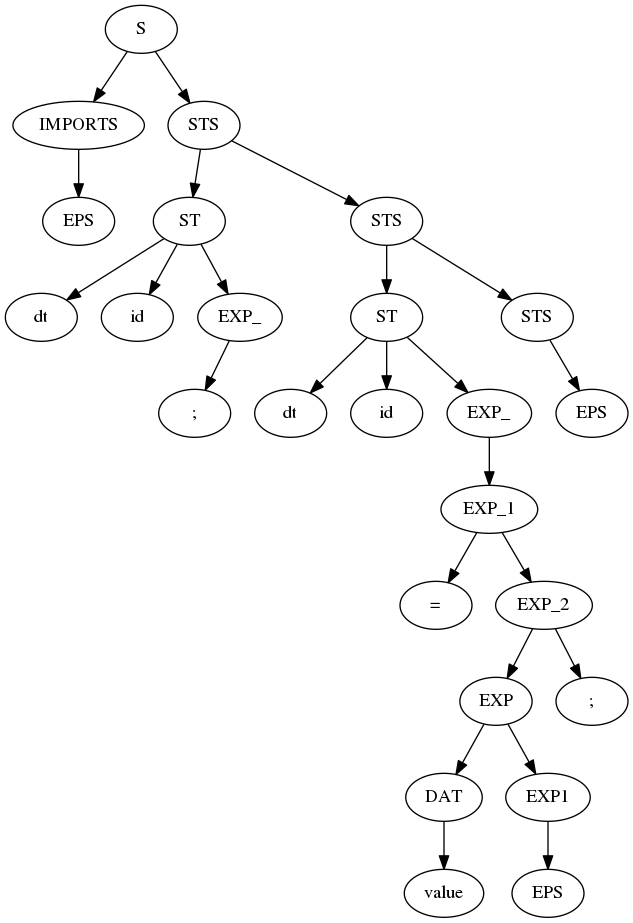 S
IMPORTS STS
EPS ST STS
dt id EXP_ ST STS
; dt id EXP_ EPS
EXP_1
= EXP_2
EXP ;
DAT EXP1
value EPS